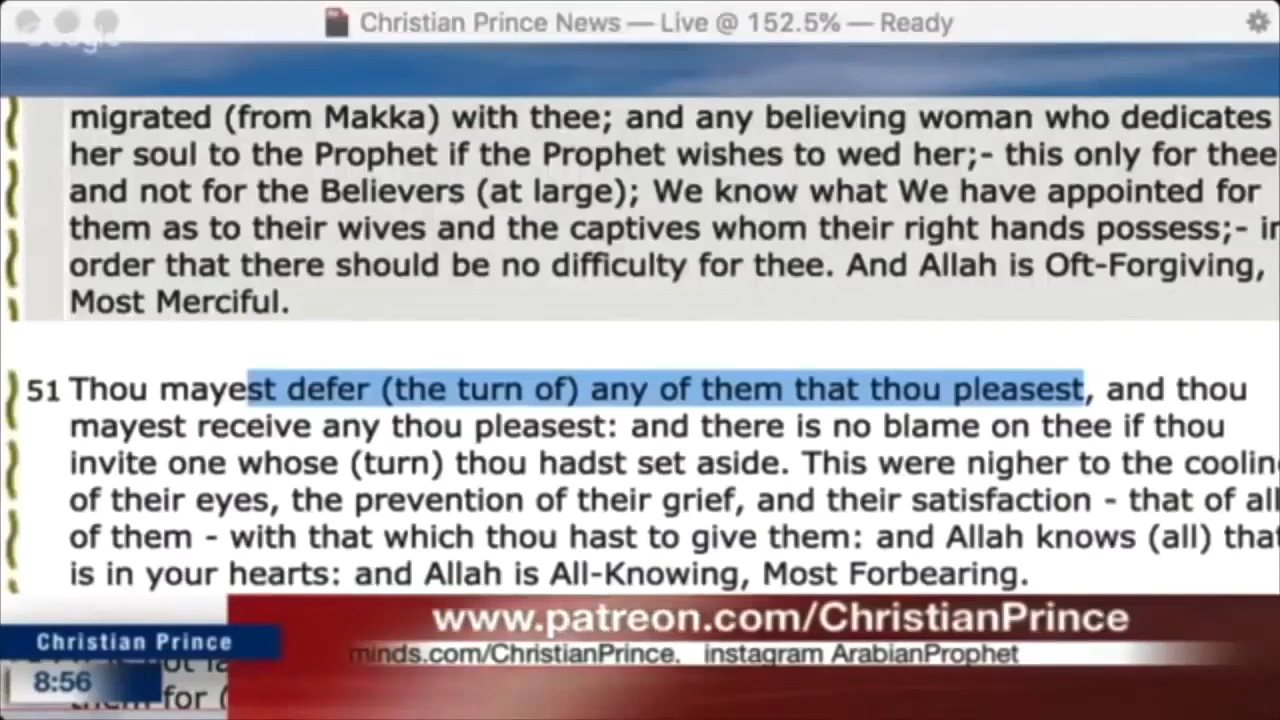 Christian Prince News — Live @ 152.5% — Ready
Google
migrated (from Makka) with thee; and any believing woman who dedicates
her soul to the Prophet if the Prophet wishes to wed her;- this only for thee
and not for the Believers (at large); We know what We have appointed for
them as to their wives and the captives whom their right hands possess;- in
order that there should be no difficulty for thee. And Allah is Oft-Forgiving,
Most Merciful.
51 Thou mayest defer (the turn of) any of them that thou pleasest, and thou
mayest receive any thou pleasest: and there is no blame on thee if thou
invite one whose (turn) thou hadst set aside. This were nigher to the coolin
of their eyes, the prevention of their grief, and their satisfaction - that of all
of them - with that which thou hast to give them: and Allah knows (all) that
is in your hearts: and Allah is All-Knowing, Most Forbearing.
www.patreon.com/ChristianPrince
Christian Prince
minds.com/ChristianPrince. instagram ArabianProphet
8:56
them for (